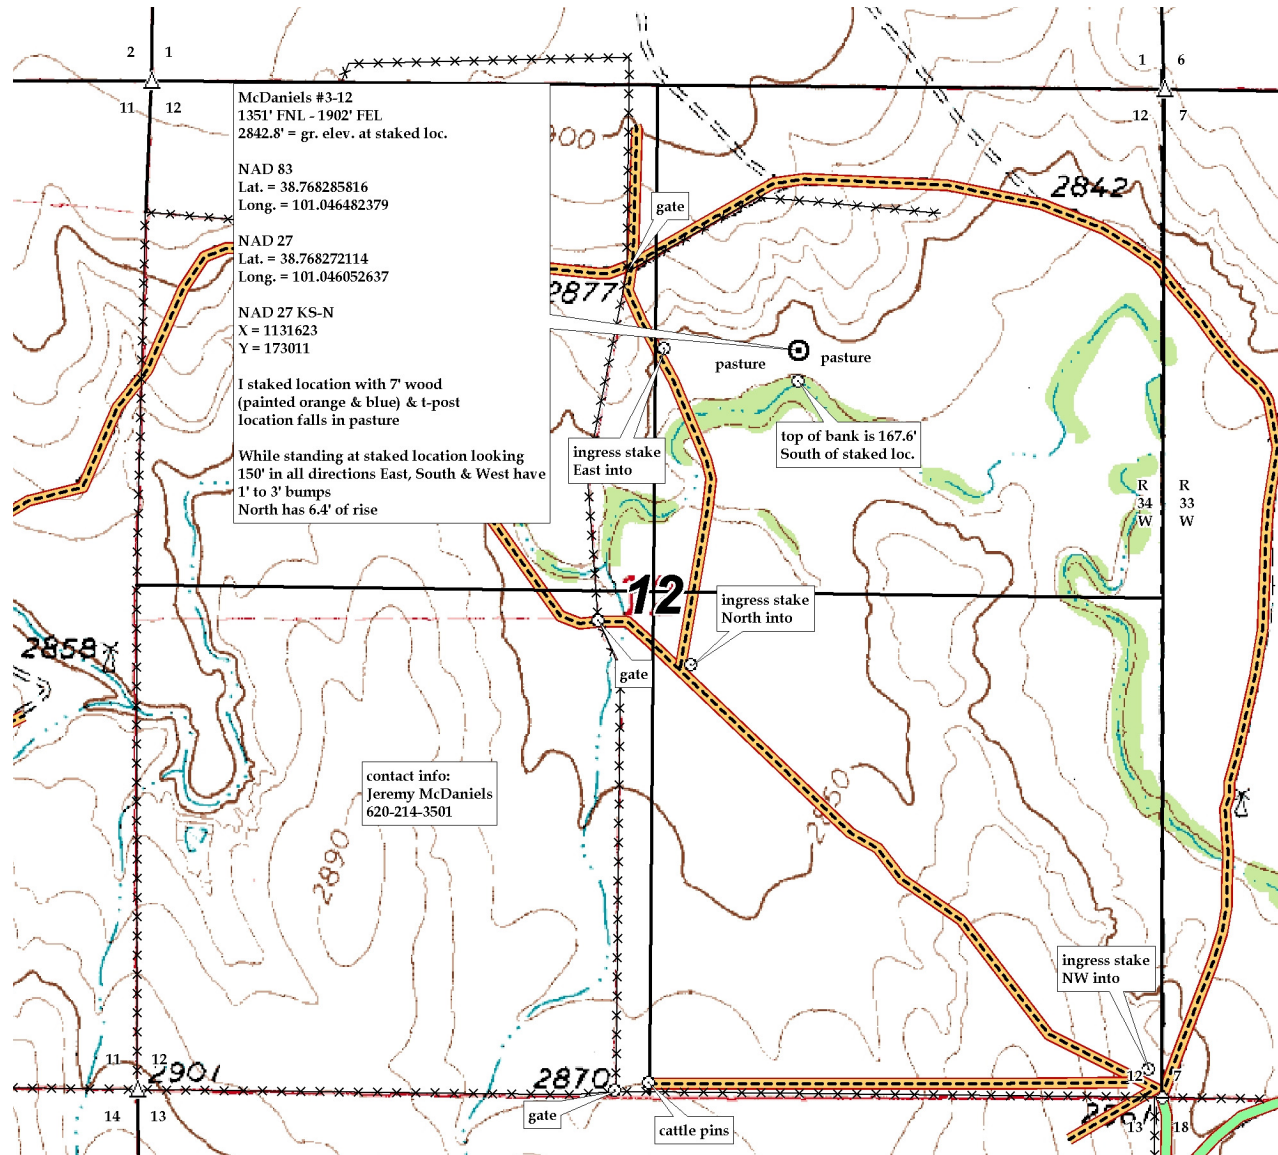 2 1
1 6
11 12
12 7
McDaniels #3-12
1351' FNL - 1902' FEL
2842.8' = gr. elev. at staked loc.
NAD 83
Lat. = 38.768285816
Long. = 101.046482379
NAD 27
Lat. = 38.768272114
Long. = 101.046052637
NAD 27 KS-N
X = 1131623
Y = 173011
I staked location with 7' wood
(painted orange & blue) & t-post
location falls in pasture
While standing at staked location looking
150' in all directions East, South & West have
1' to 3' bumps
North has 6.4' of rise
2842
gate
2877
pasture
pasture
ingress stake
East into
top of bank is 167.6'
South of staked loc.
R R
34 33
W W
12
ingress stake
North into
2858
gate
contact info:
Jeremy McDaniels
620-214-3501
2890
ingress stake
NW into
11 12
2901
2870
12 7
14 13
gate
cattle pins
13 18